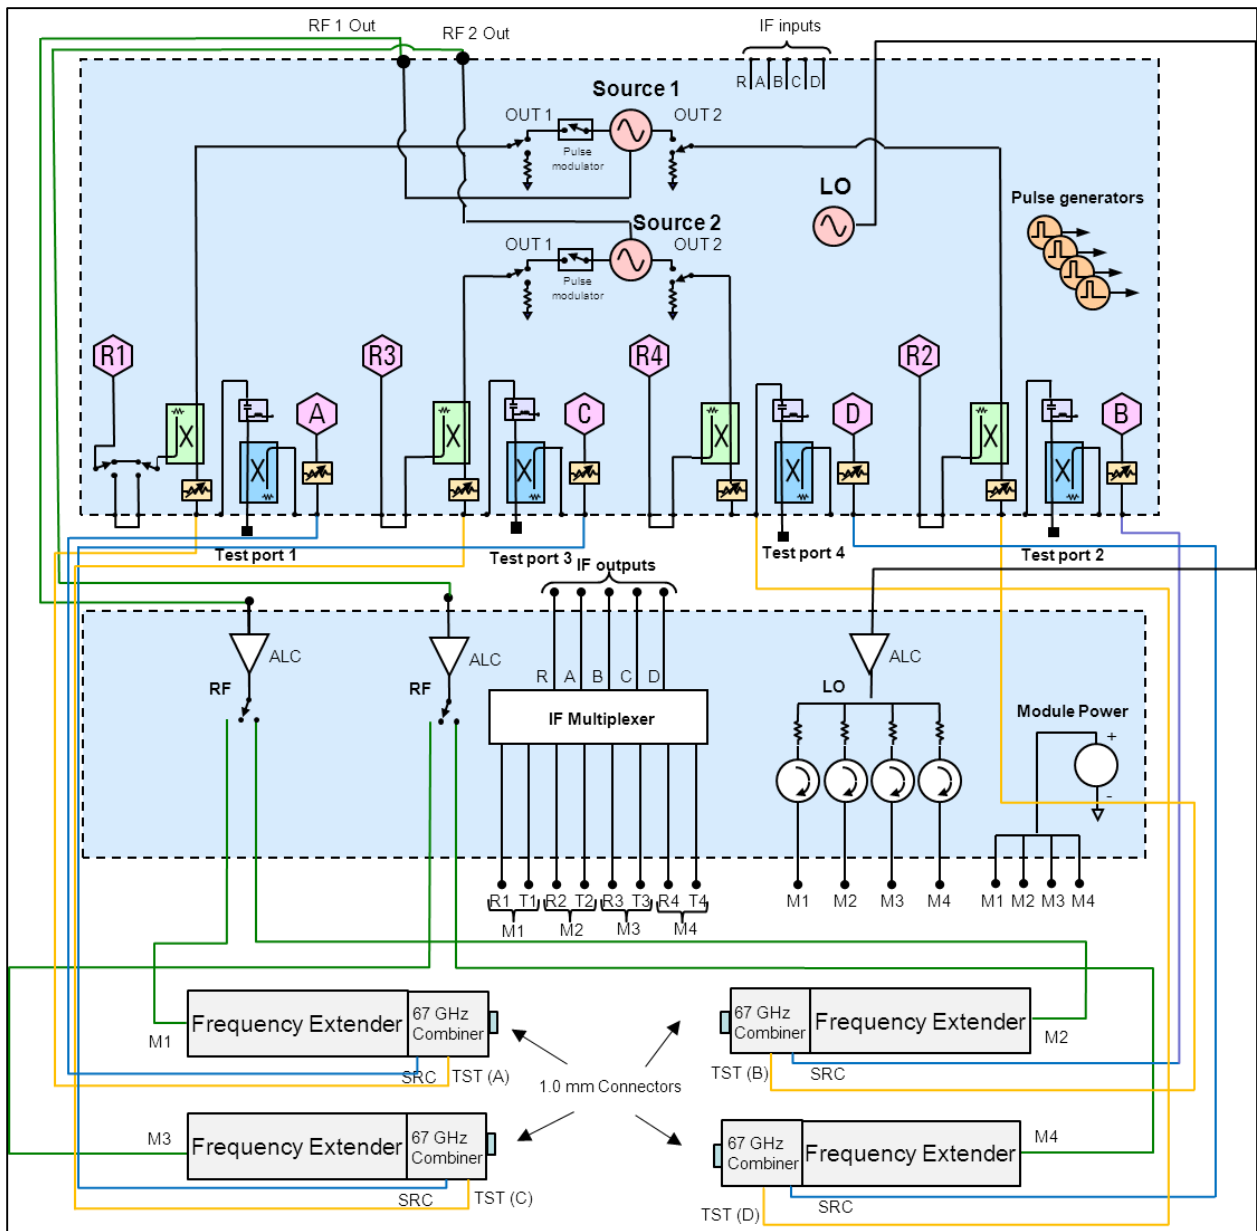 RF 1 Out
RF 2 Out
IF inputs
R A B C D
Source 1
OUT 1
OUT 2
Pulse
modulator
LO
Pulse generators
Source 2
OUT 1
OUT 2
Pulse
modulator
R1
R3
R4
R2
A
C
D
B
X
X
X
X
X
X
X
X
Test port 1
Test port 3
Test port 4
Test port 2
IF outputs
ALC
ALC
ALC
RF
RF
R A B C D
IF Multiplexer
LO
Module Power
+
-
R1 T1 R2 T2 R3 T3 R4 T4
M1 M2 M3 M4
M1 M2 M3 M4
M1 M2 M3 M4
Frequency Extender
67 GHz
Combiner
M1
SRC
TST (A)
67 GHz
Combiner
Frequency Extender
M2
TST (B)
SRC
1.0 mm Connectors
M3
Frequency Extender
67 GHz
Combiner
SRC
TST (C)
67 GHz
Combiner
Frequency Extender
M4
TST (D)
SRC